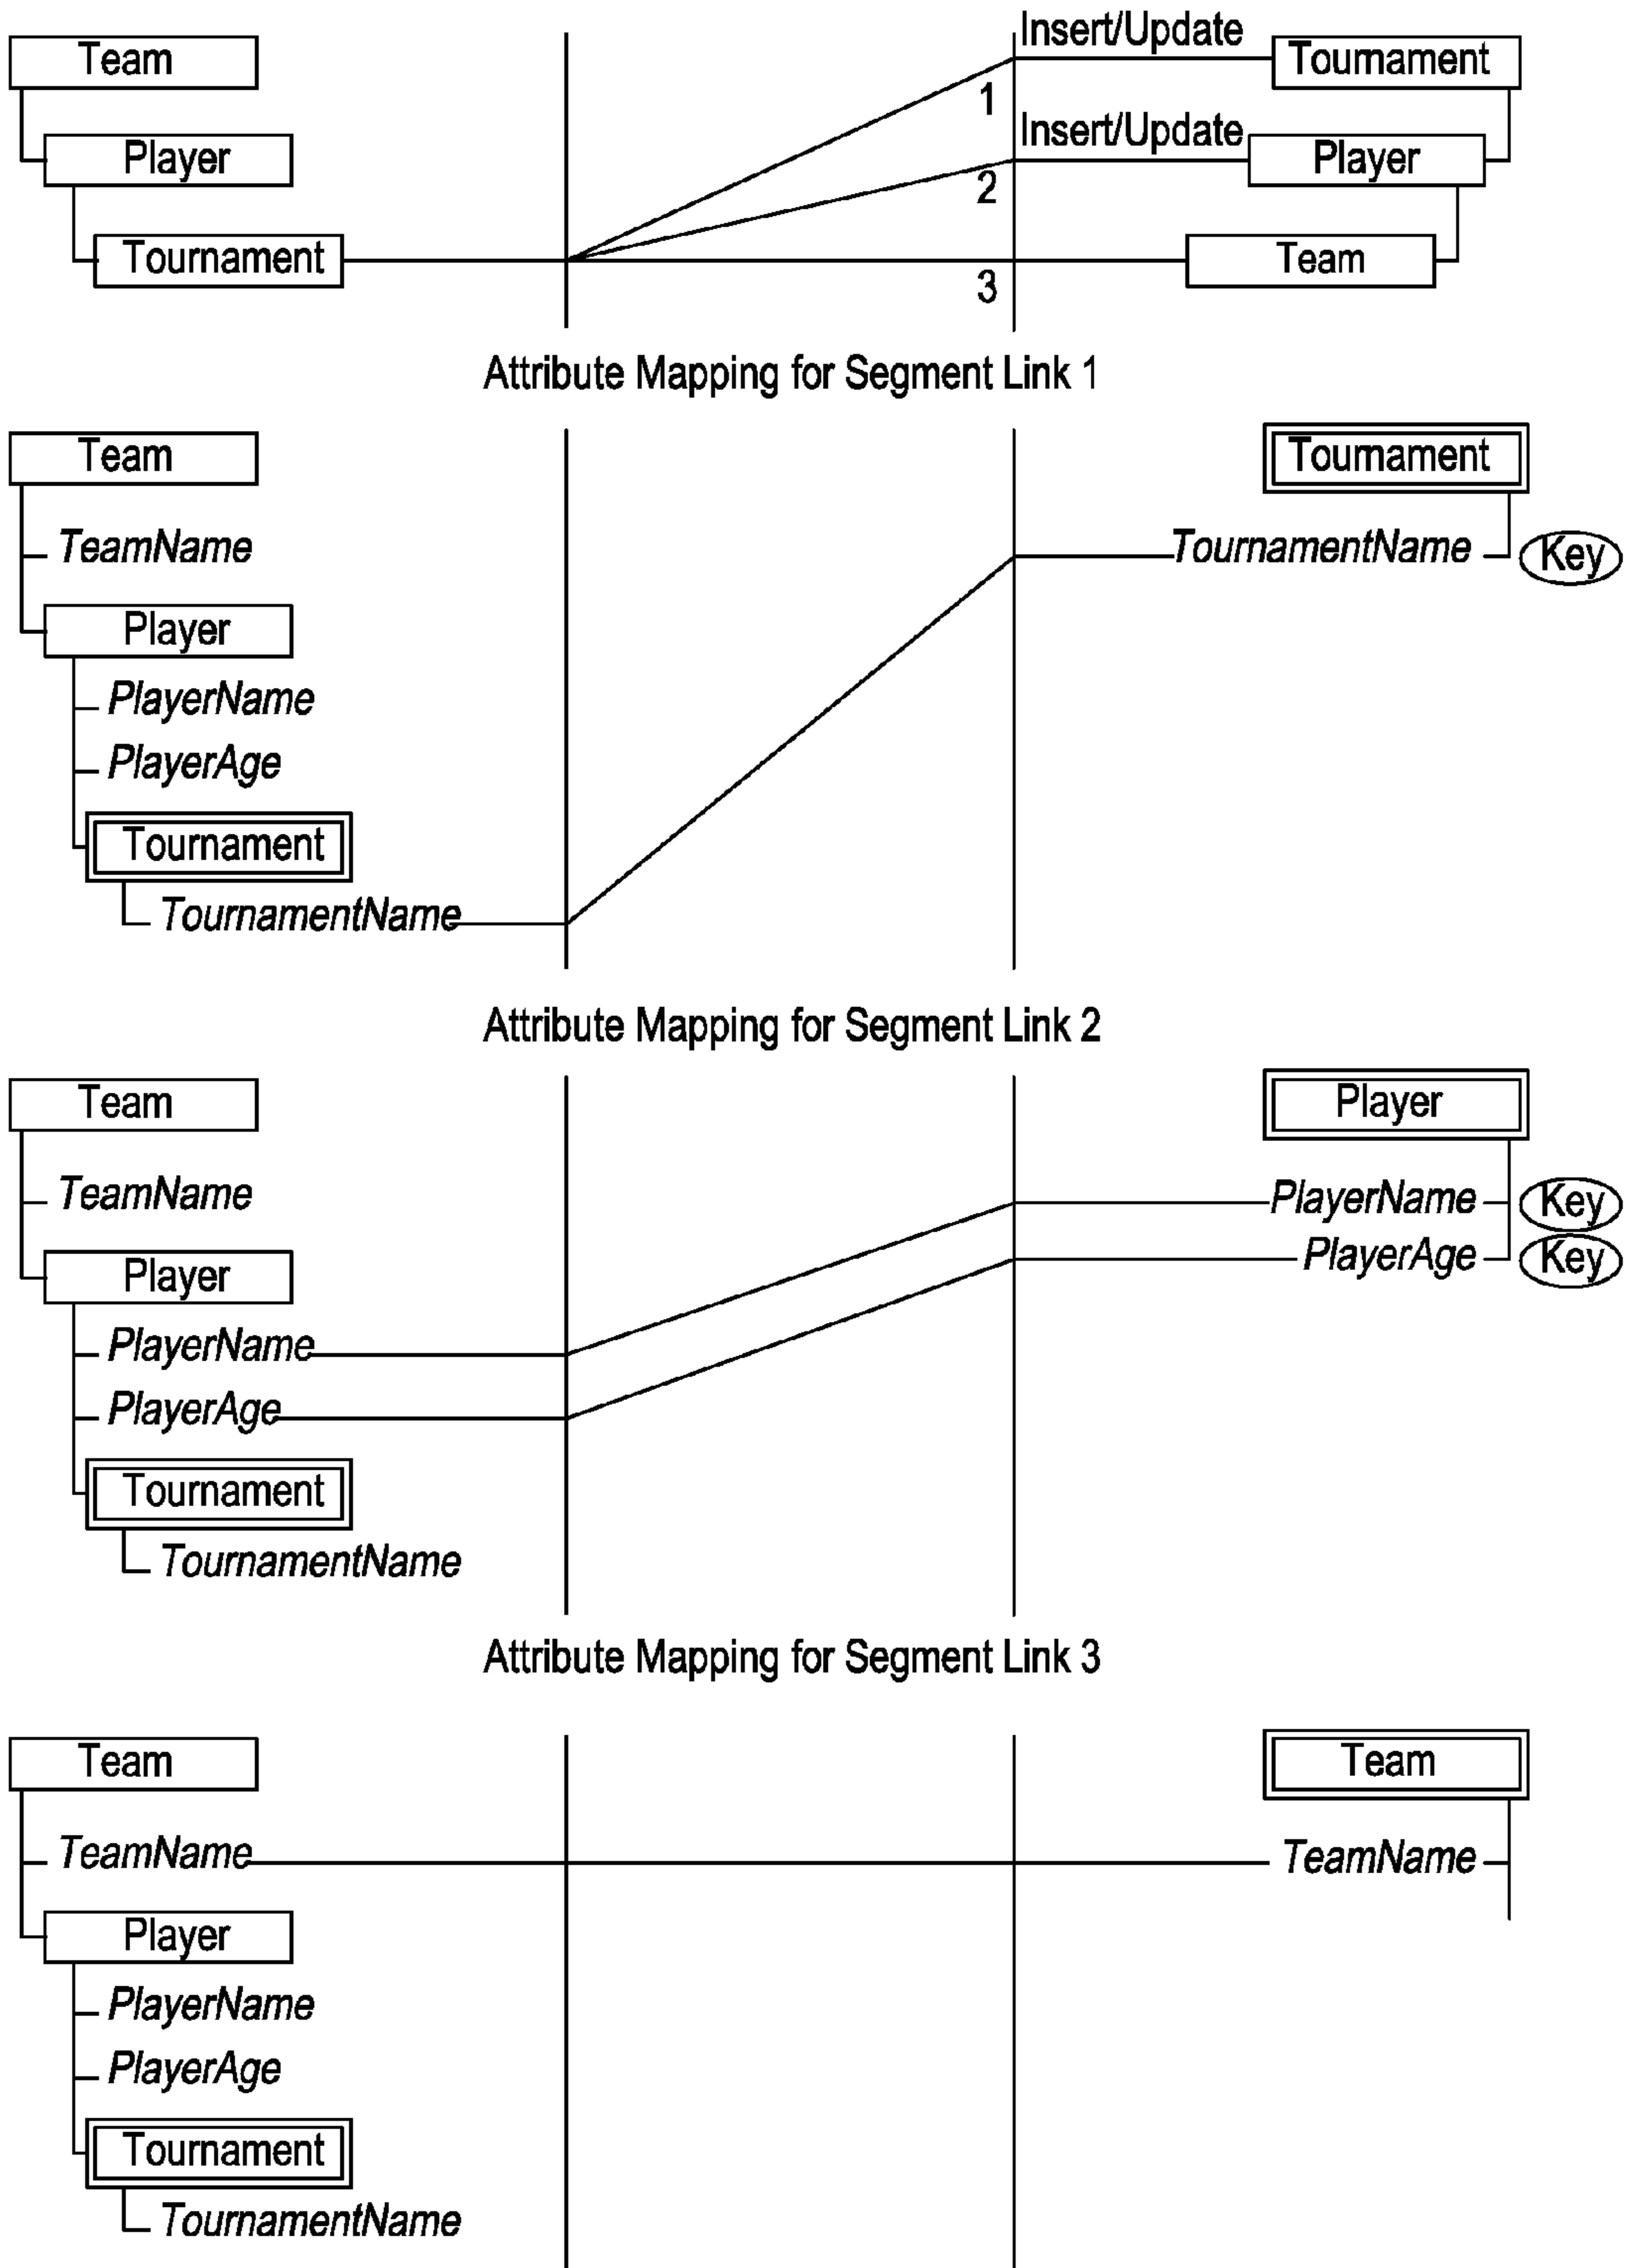 Insert/Update
Team
Tournament
1
Insert/Update
Player
Player
2
Tournament
Team
3
Attribute Mapping for Segment Link 1
Team
Tournament
TeamName
TournamentName
Key
Player
PlayerName
PlayerAge
Tournament
TournamentName
Attribute Mapping for Segment Link 2
Team
Player
TeamName
PlayerName
Key
PlayerAge
Key
Player
PlayerName
PlayerAge
Tournament
TournamentName
Attribute Mapping for Segment Link 3
Team
Team
TeamName
TeamName
Player
PlayerName
PlayerAge
Tournament
TournamentName